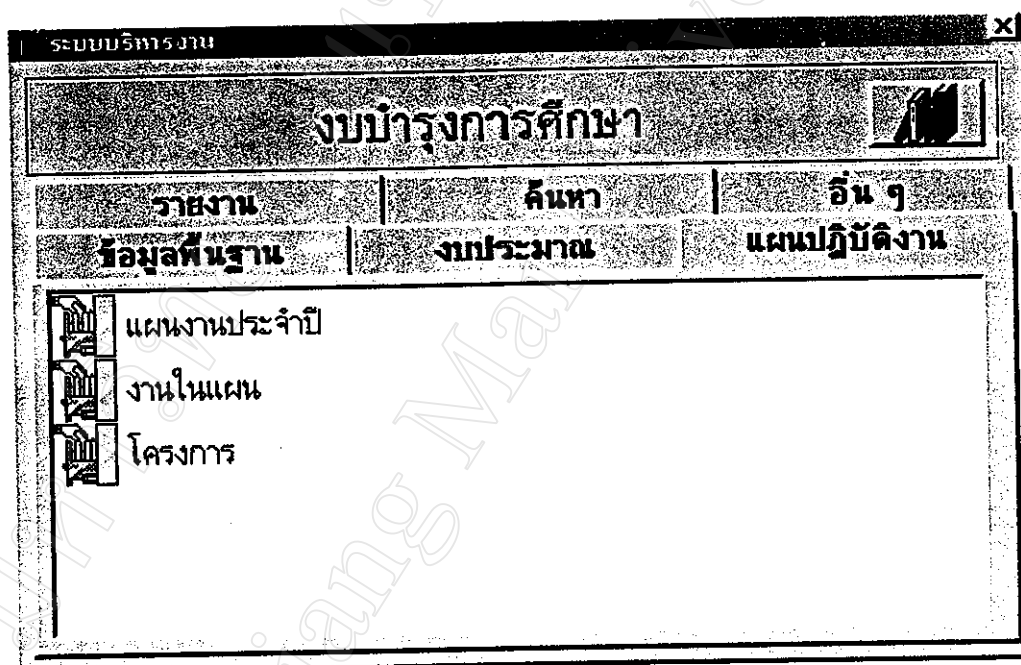 ระบบบริหารงาน
งบบำรุงการศึกษา
รายงาน ค้นหา อื่น ๆ
ข้อมูลพื้นฐาน งบประมาณ แผนปฏิบัติงาน
แผนงานประจำปี
งานในแผน
โครงการ